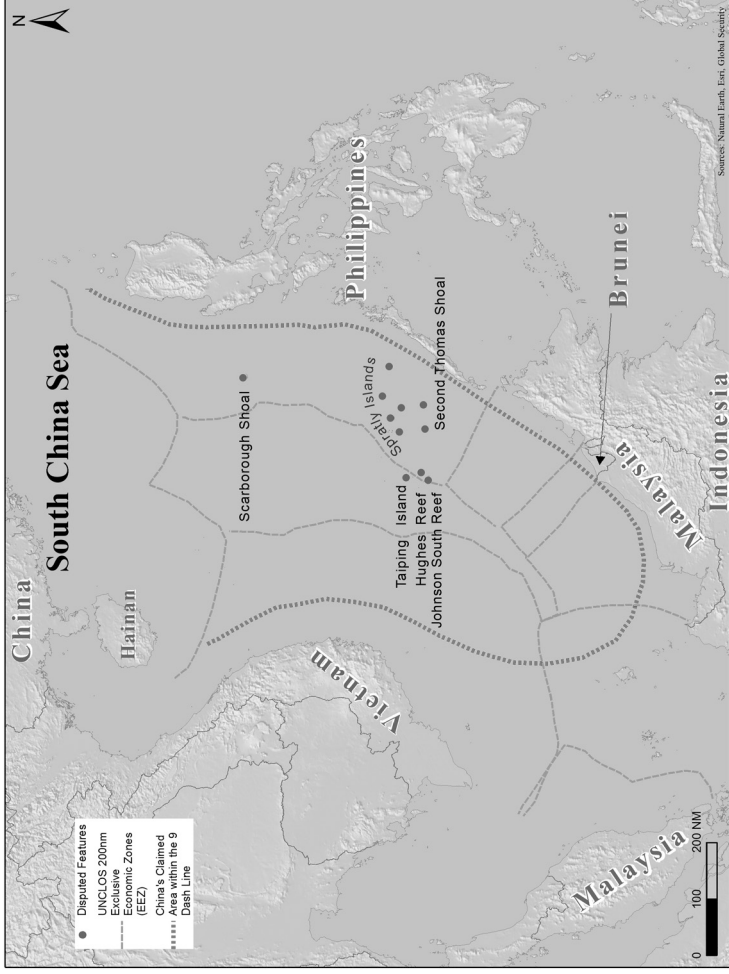 South China Sea
N
China
Hainan
Vietnam
Philippines
Malaysia
Brunei
Malaysia
Indonesia
Scarborough Shoal
Spratly Islands
Second Thomas Shoal
Taiping Island
Hughes Reef
Johnson South Reef
Disputed Features
UNCLOS 200nm
Exclusive
Economic Zones
(EEZ)
China's Claimed
Area within the 9
Dash Line
0 100 200 NM
Sources: Natural Earth, Esri, Global Security